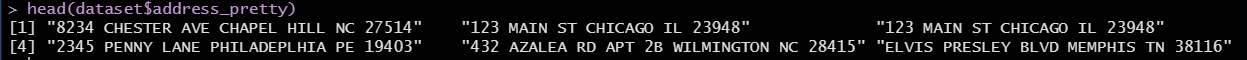 > head(dataset$address_pretty)
[1] "8234 CHESTER AVE CHAPEL HILL NC 27514" "123 MAIN ST CHICAGO IL 23948" "123 MAIN ST CHICAGO IL 23948"
[4] "2345 PENNY LANE PHILADEPLHIA PE 19403" "432 AZALEA RD APT 2B WILMINGTON NC 28415" "ELVIS PRESLEY BLVD MEMPHIS TN 38116"